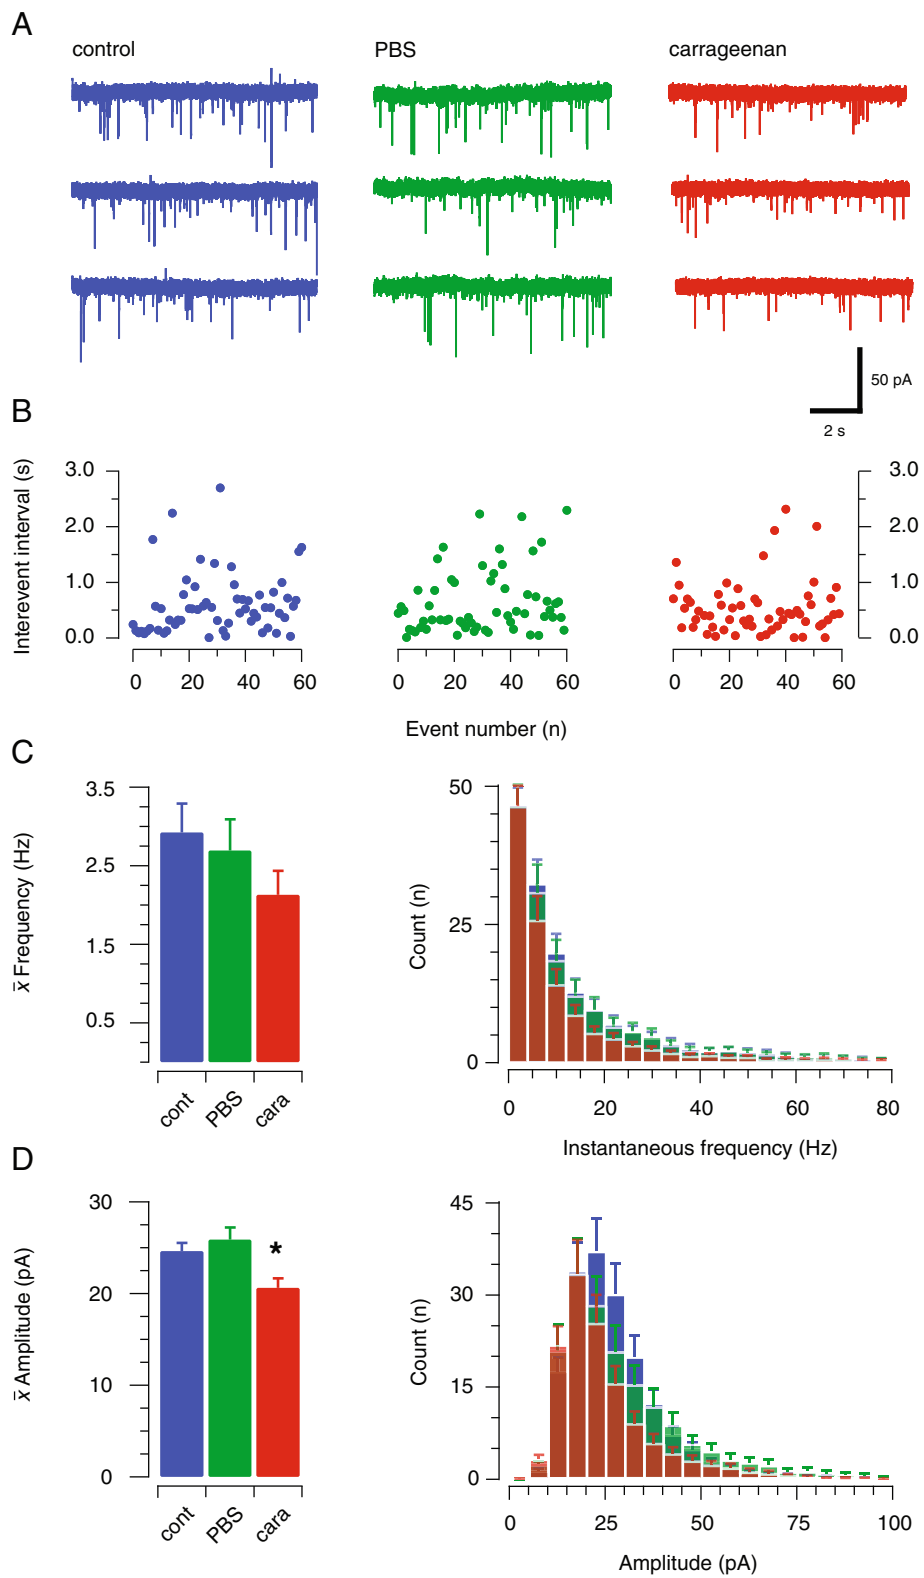 A
control PBS carrageenan
50 pA
2 s
B
Interevent interval (s)
3.0
2.0
1.0
0.0
0 20 40 60
0 20 40 60
0 20 40 60
3.0
2.0
1.0
0.0
Event number (n)
C
x̄ Frequency (Hz)
3.5
2.5
1.5
0.5
cont PBS cara
Count (n)
50
25
0
0 20 40 60 80
Instantaneous frequency (Hz)
D
x̄ Amplitude (pA)
30
20
10
0
*
cont PBS cara
Count (n)
45
30
15
0
0 25 50 75 100
Amplitude (pA)